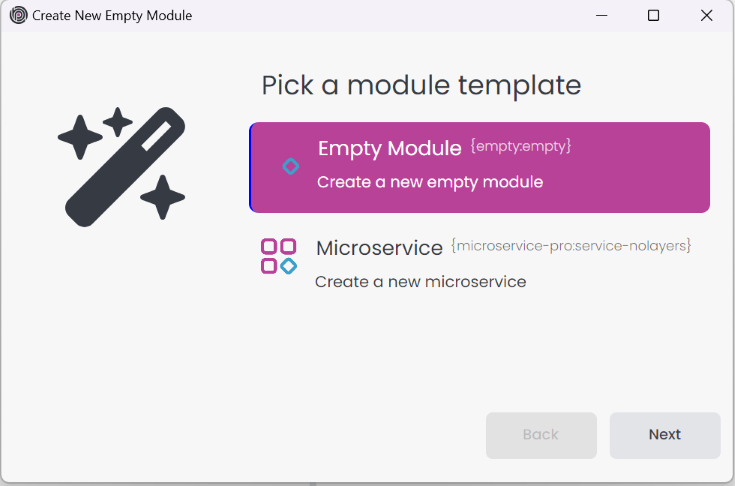 Create New Empty Module
Pick a module template
Empty Module {empty:empty}
Create a new empty module
Microservice {microservice-pro:service-nolayers}
Create a new microservice
Back
Next